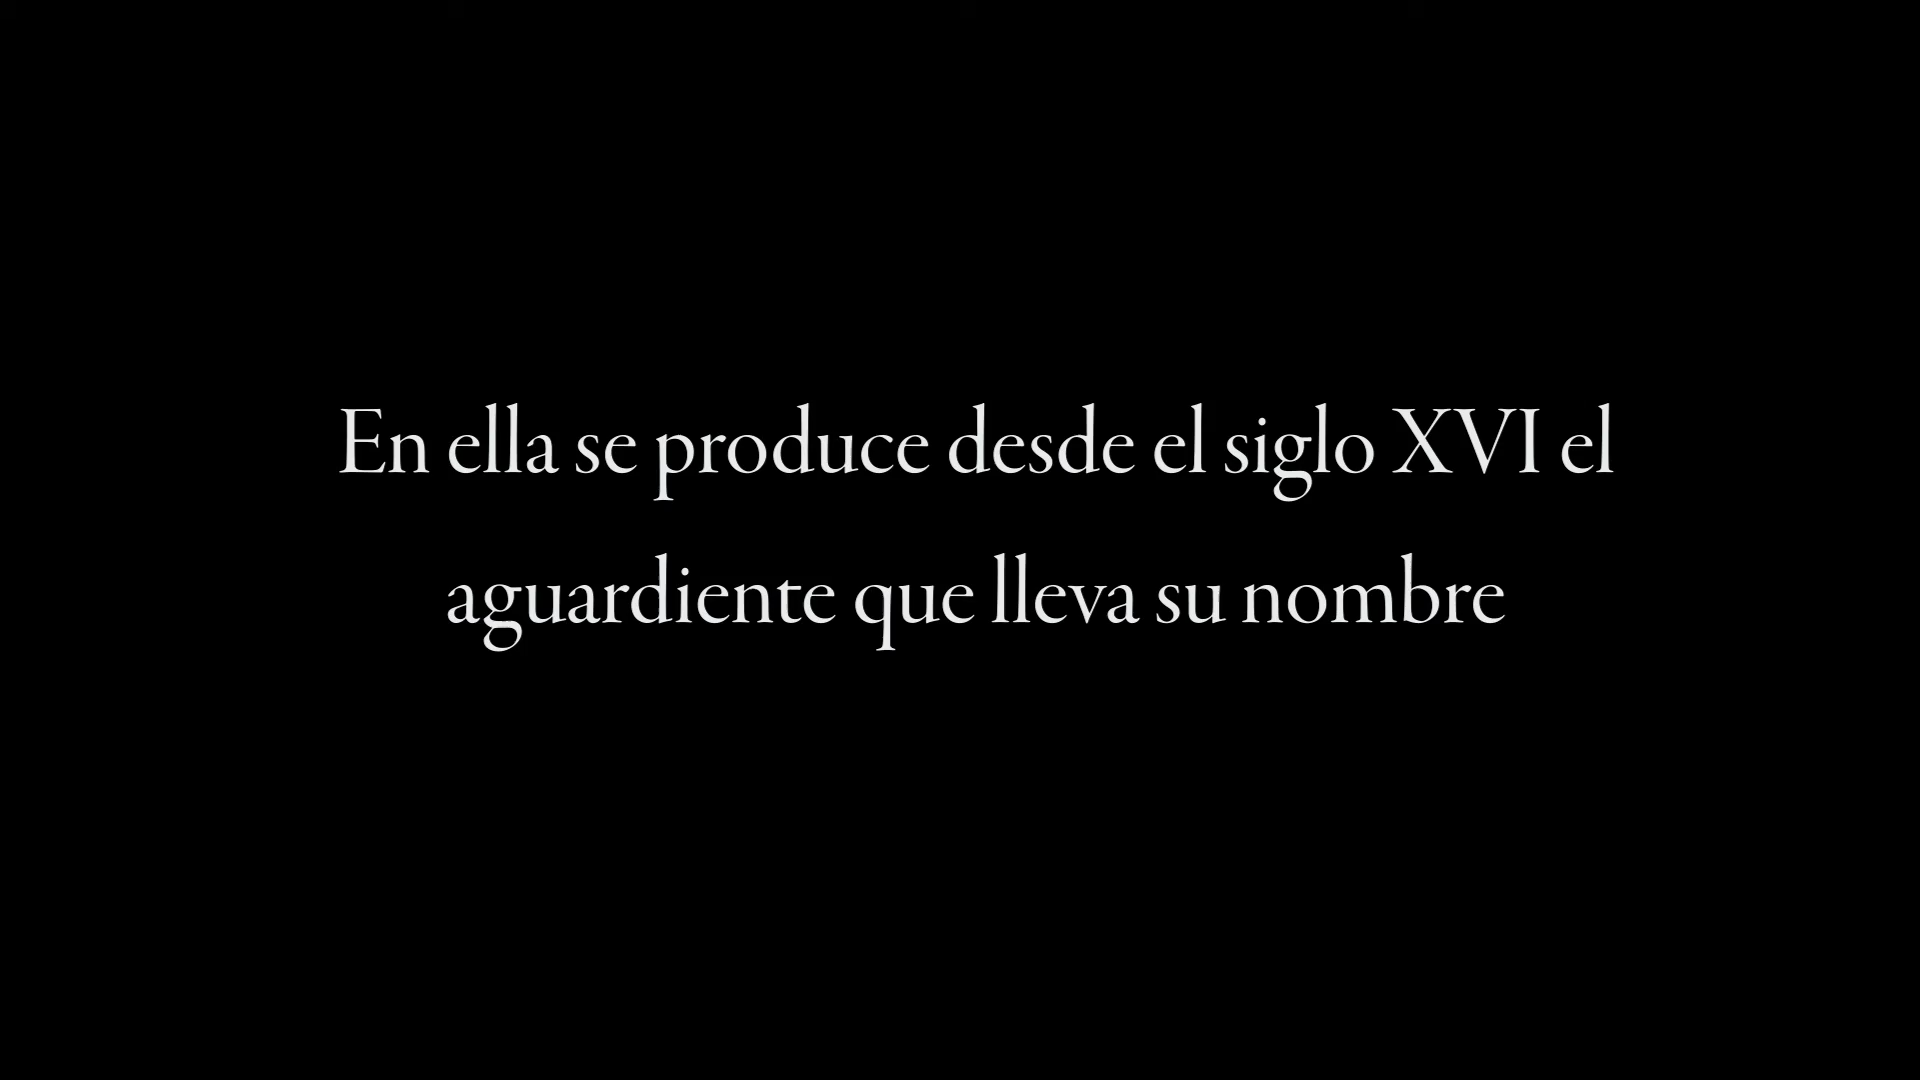 En ella se produce desde el siglo XVI el
aguardiente que lleva su nombre